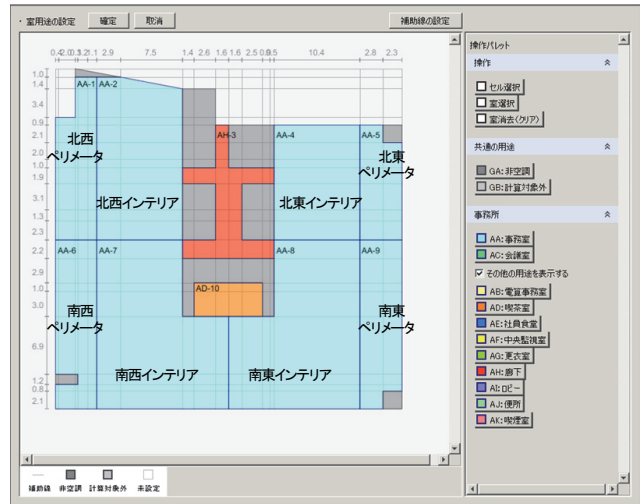 ・ 室用途の設定 確定 取消 補助線の設定
操作パレット
操作
セル選択
室選択
室消去(クリア)
共通の用途
GA:非空調
GB:計算対象外
事務所
AA:事務室
AC:会議室
その他の用途を表示する
AB:電算事務室
AD:喫茶室
AE:社員食堂
AF:中央監視室
AG:更衣室
AH:廊下
AI:ロビー
AJ:便所
AK:喫煙室
2.9 7.5 1.4 2.6 1.6 1.6 2.5 10.4 2.8 2.3
1.0
1.4
3.4
0.9
2.1
2.0
1.0
1.9
3.1
1.3
2.3
2.2
2.9
1.0
3.0
6.9
1.2
0.8
2.1
AA-1 AA-2
AH-3 AA-4 AA-5
北西
ペリメータ
北東
ペリメータ
北西インテリア 北東インテリア
AA-6 AA-7 AA-8 AA-9
AD-10
南西
ペリメータ
南東
ペリメータ
南西インテリア 南東インテリア
補助線 非空調 計算対象外 未設定